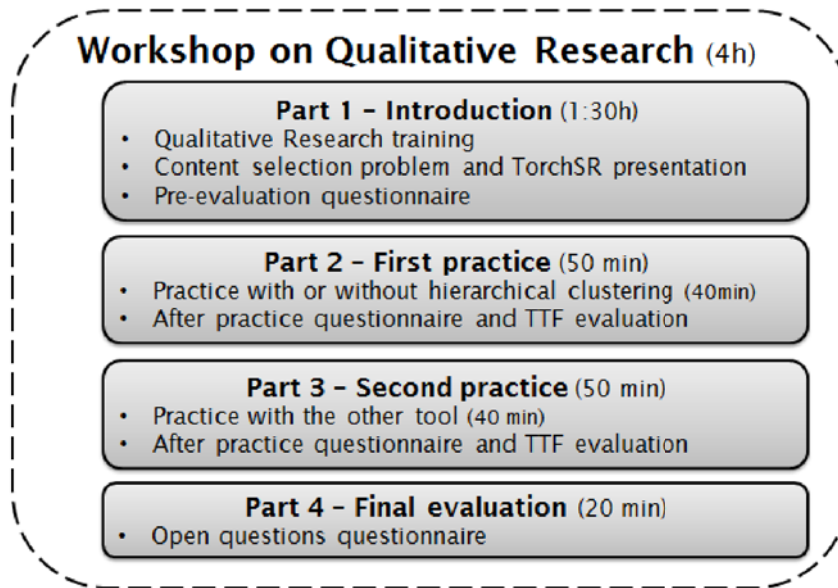 Workshop on Qualitative Research (4h)
Part 1 – Introduction (1:30h)
• Qualitative Research training
• Content selection problem and TorchSR presentation
• Pre-evaluation questionnaire
Part 2 – First practice (50 min)
• Practice with or without hierarchical clustering (40min)
• After practice questionnaire and TTF evaluation
Part 3 – Second practice (50 min)
• Practice with the other tool (40 min)
• After practice questionnaire and TTF evaluation
Part 4 – Final evaluation (20 min)
• Open questions questionnaire